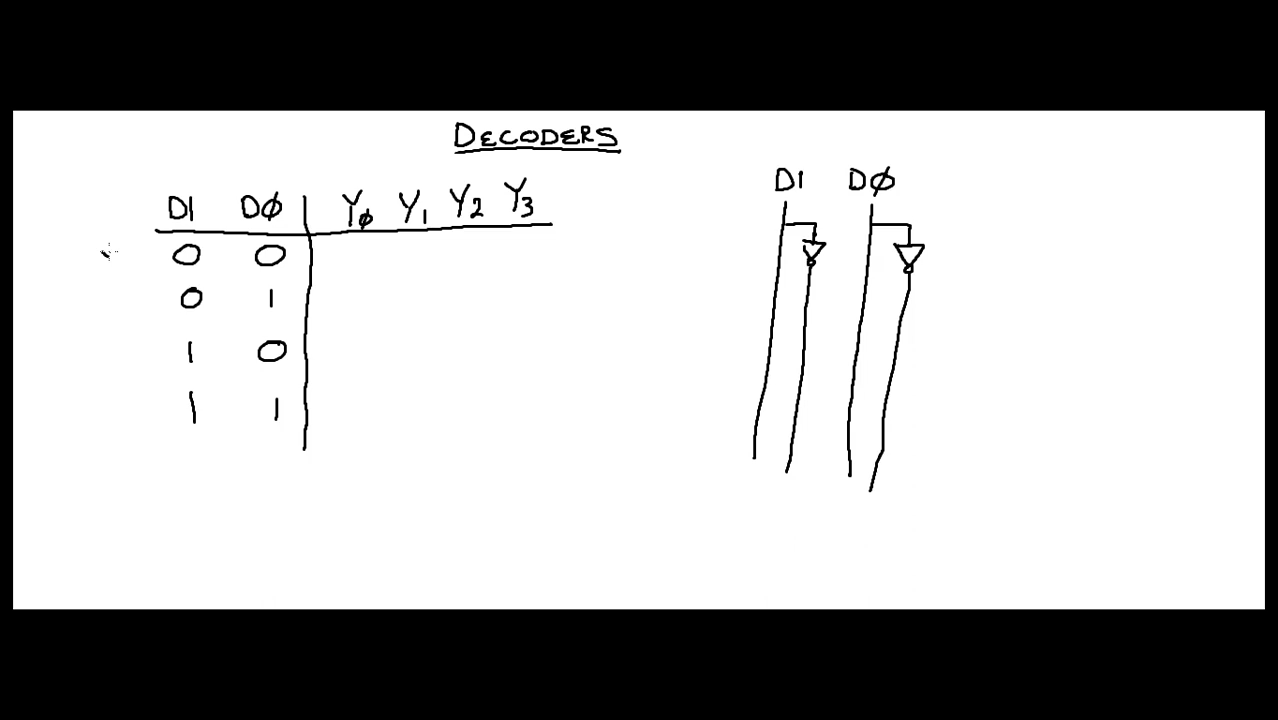 DECODERS
D1 DØ Yø Y1 Y2 Y3
0 0
0 1
1 0
1 1
D1 DØ